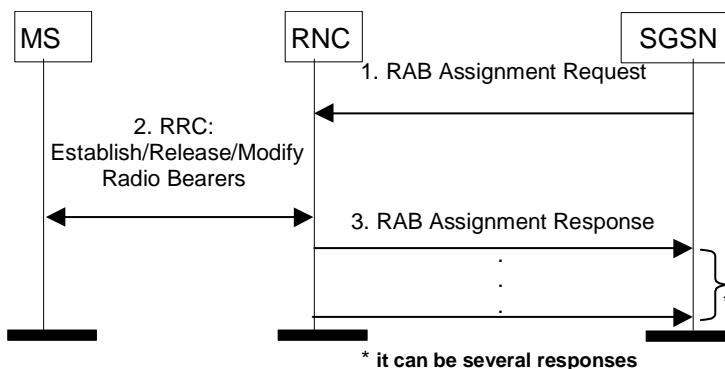 MS
RNC
SGSN
1. RAB Assignment Request
2. RRC:
Establish/Release/Modify
Radio Bearers
3. RAB Assignment Response
.
.
.
*
* it can be several responses